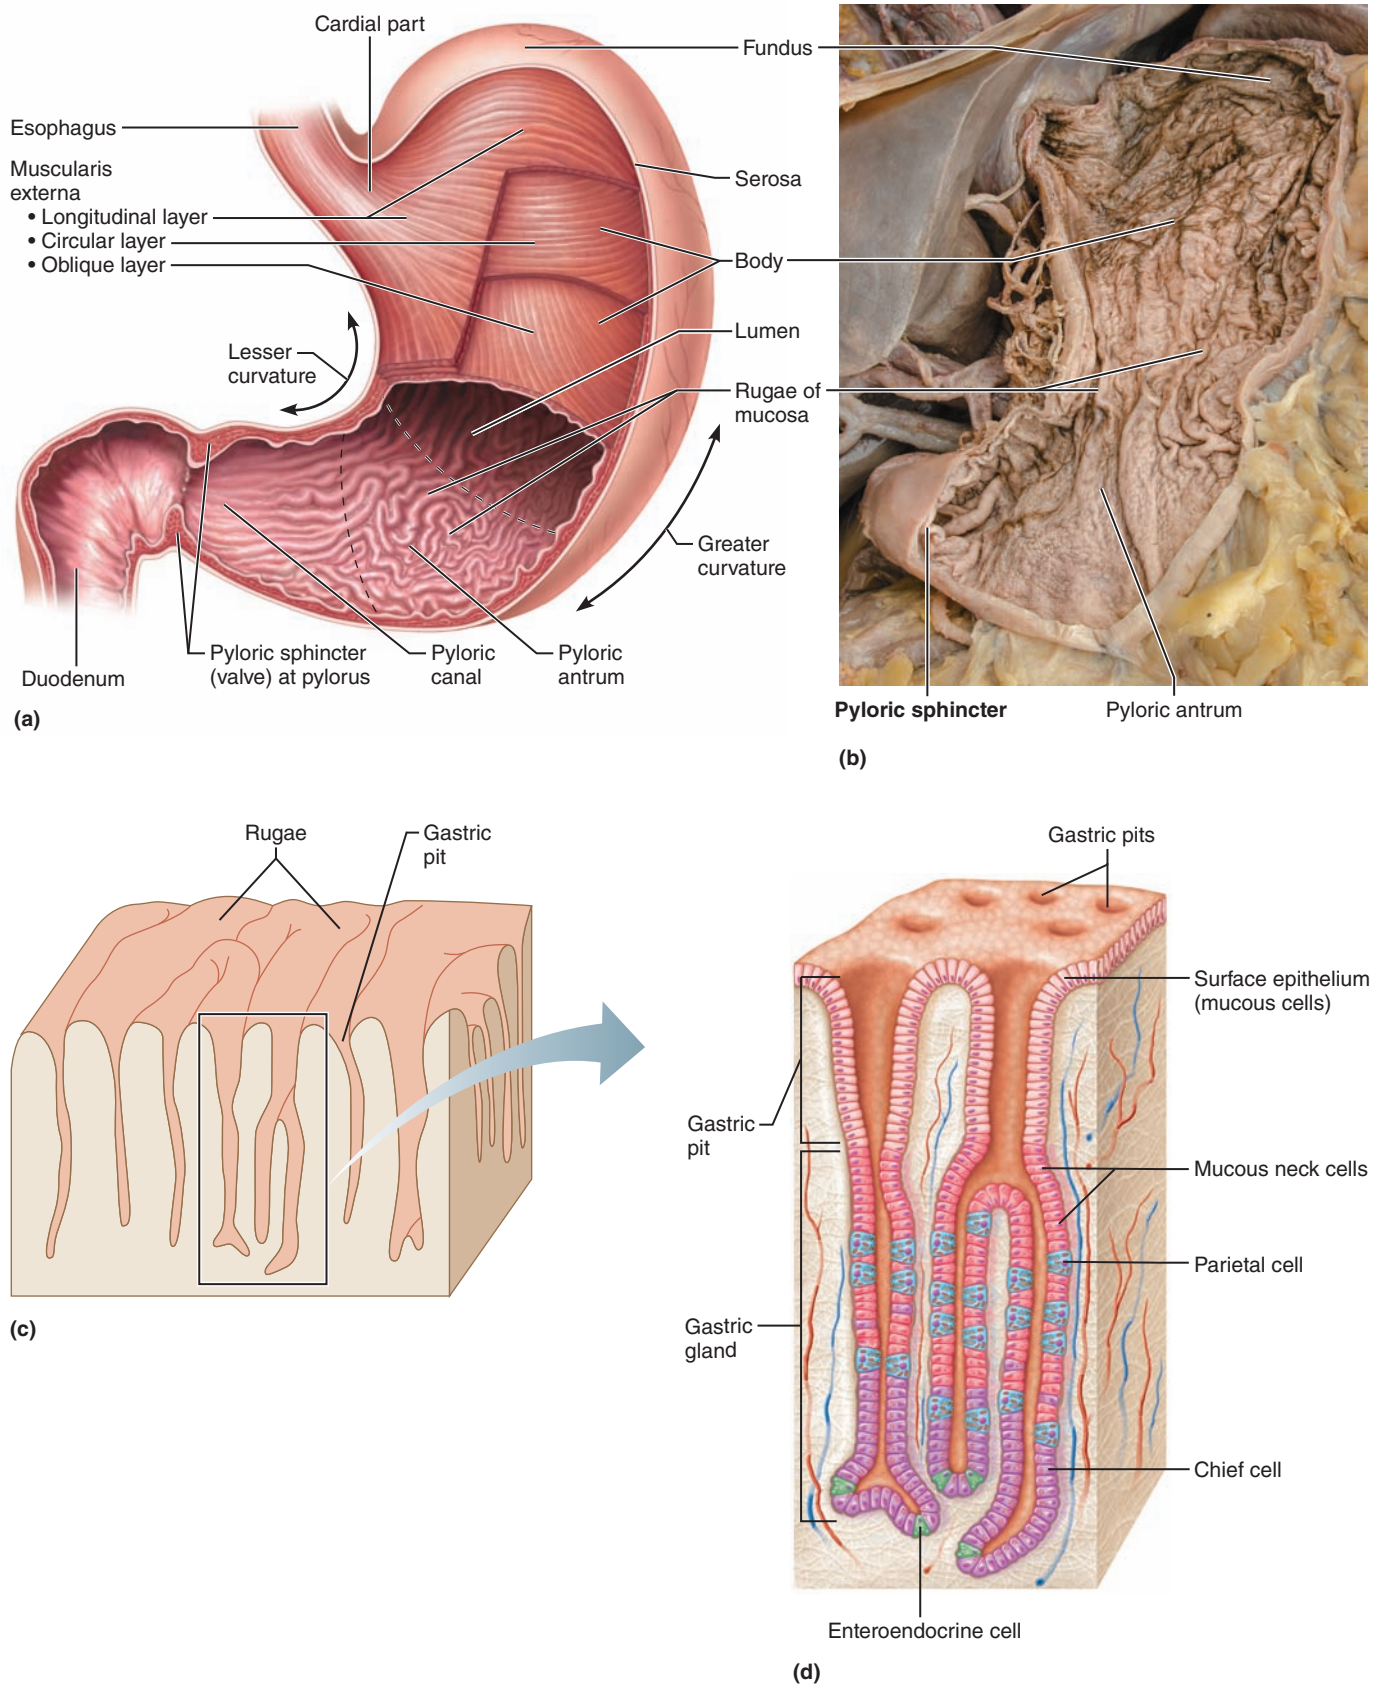 Cardial part
Fundus
Esophagus
Muscularis
externa
• Longitudinal layer
• Circular layer
• Oblique layer
Serosa
Body
Lumen
Lesser
curvature
Rugae of
mucosa
Greater
curvature
Duodenum
Pyloric sphincter
(valve) at pylorus
Pyloric
canal
Pyloric
antrum
(a)
Pyloric sphincter
Pyloric antrum
(b)
Rugae
Gastric
pit
(c)
Gastric pits
Surface epithelium
(mucous cells)
Gastric
pit
Mucous neck cells
Parietal cell
Gastric
gland
Chief cell
Enteroendocrine cell
(d)